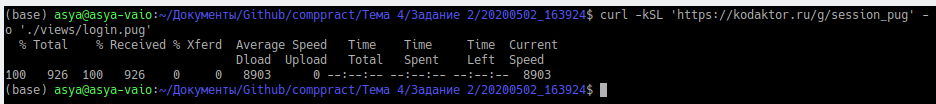 (base) asya@asya-vaio:~/Документы/Github/comppract/Тема 4/Задание 2/20200502_163924$ curl -kSL 'https://kodaktor.ru/g/session_pug' -
o './views/login.pug'
  % Total    % Received % Xferd  Average Speed   Time    Time     Time  Current
                                 Dload  Upload   Total   Spent    Left  Speed
100   926  100   926    0     0   8903      0 --:--:-- --:--:-- --:--:--  8903
(base) asya@asya-vaio:~/Документы/Github/comppract/Тема 4/Задание 2/20200502_163924$